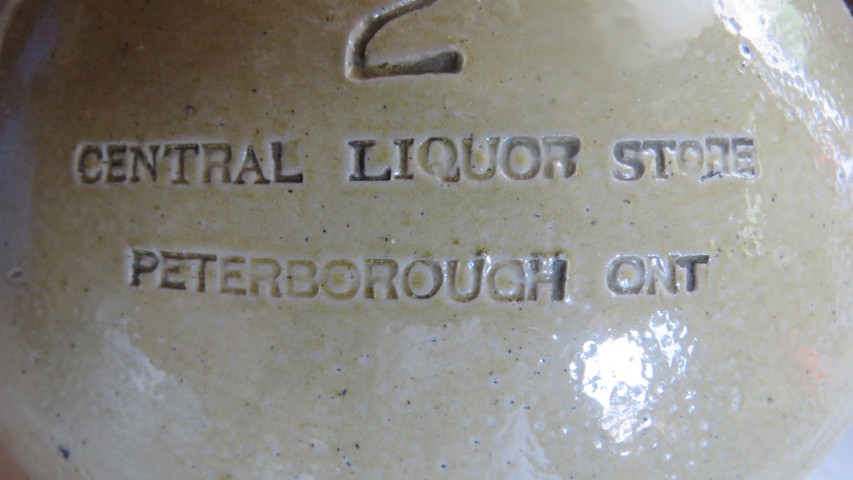 2
CENTRAL LIQUOR STORE
PETERBOROUGH ONT